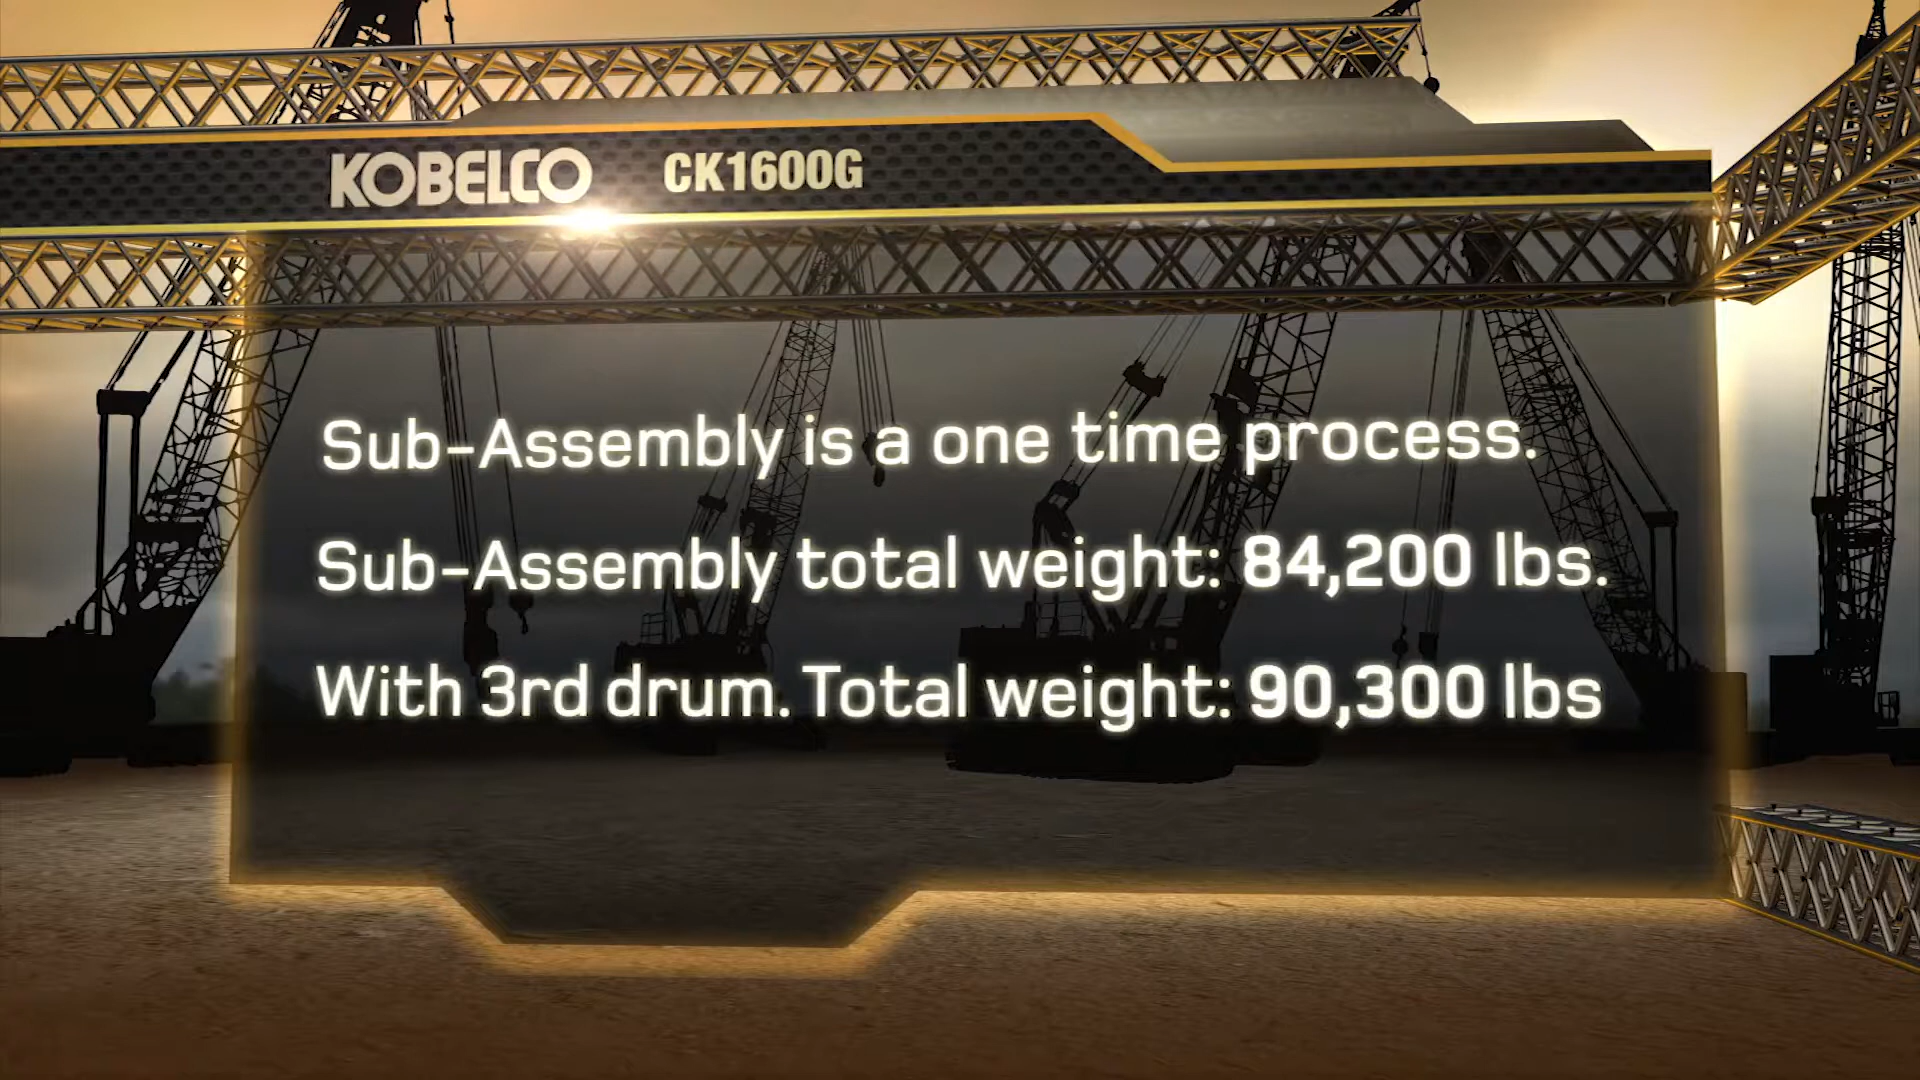 KOBELCO CK1600G
Sub-Assembly is a one time process.
Sub-Assembly total weight: 84,200 lbs.
With 3rd drum. Total weight: 90,300 lbs